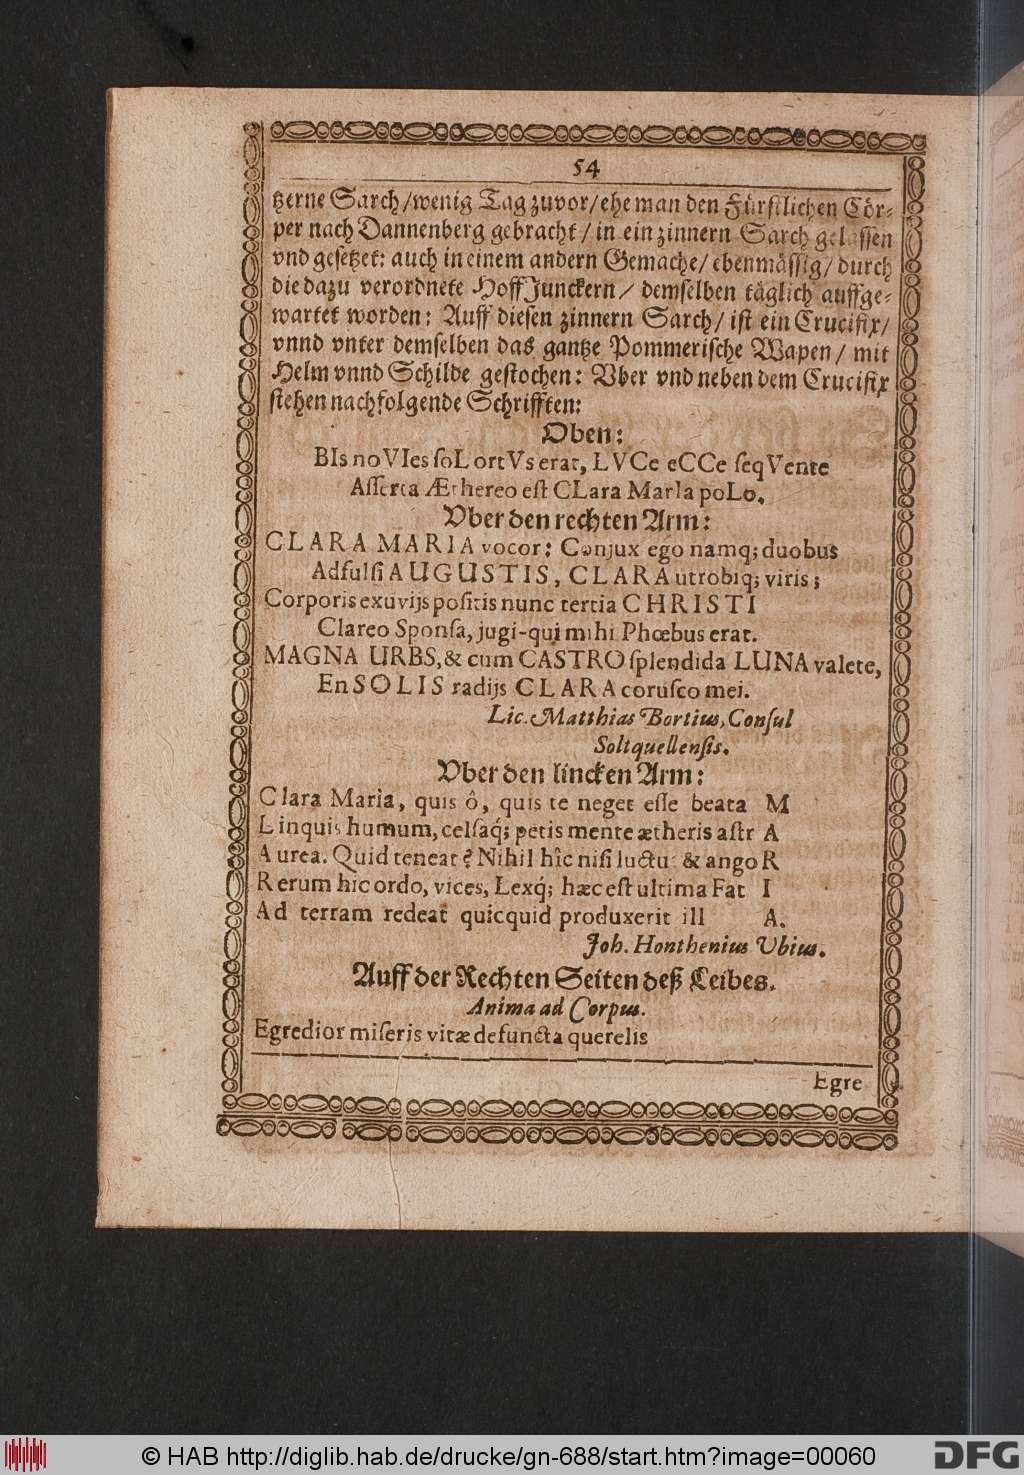 54
tzerne Sarch/wenig Tag zuvor/ehe man den Fürstlichen Cör-
per nach Dannenberg gebracht/ in ein zinnern Sarch gelassen
vnd gesetzet: auch in einem andern Gemache/ ebenmässig/ durch
die dazu verordnete Hoff Junckern/ demselben täglich auffge-
wartet worden: Auff diesen zinnern Sarch/ ist ein Crucifix/
vnnd vnter demselben das gantze Pommerische Wapen/ mit
Helm vnnd Schilde gestochen: Vber vnd neben dem Crucifix
stehen nachfolgende Schrifften:
Oben:
BIs noVIes ſoL ortVs erat, LVCe eCCe ſeqVente
Aſſerta Æthereo eſt CLara MarIa poLo.
Vber den rechten Arm:
CLARA MARIA vocor: Conjux ego namq; duobus
Adfulſi AUGUSTIS, CLARA utrobiq; viris;
Corporis exuvijs poſitis nunc tertia CHRISTI
Clareo Sponſa, jugi-qui mihi Phœbus erat.
MAGNA URBS, & cum CASTRO ſplendida LUNA valete,
En SOLIS radijs CLARA coruſco mei.
Lic. Matthias Bortius, Conſul
Soltquellenſis.
Vber den lincken Arm:
Clara Maria, quis ô, quis te neget eſſe beata M
Linquis humum, celſaq́; petis mente ætheris aſtr A
Aurea. Quid teneat? Nihil hîc niſi luctus & ango R
Rerum hic ordo, vices, Lexq́; hæc eſt ultima Fat I
Ad terram redeat quicquid produxerit ill A.
Joh. Honthenius Ubius.
Auff der Rechten Seiten deß Leibes.
Anima ad Corpus.
Egredior miſeris vitæ defuncta querelis
Egre
© HAB http://diglib.hab.de/drucke/gn-688/start.htm?image=00060
DFG